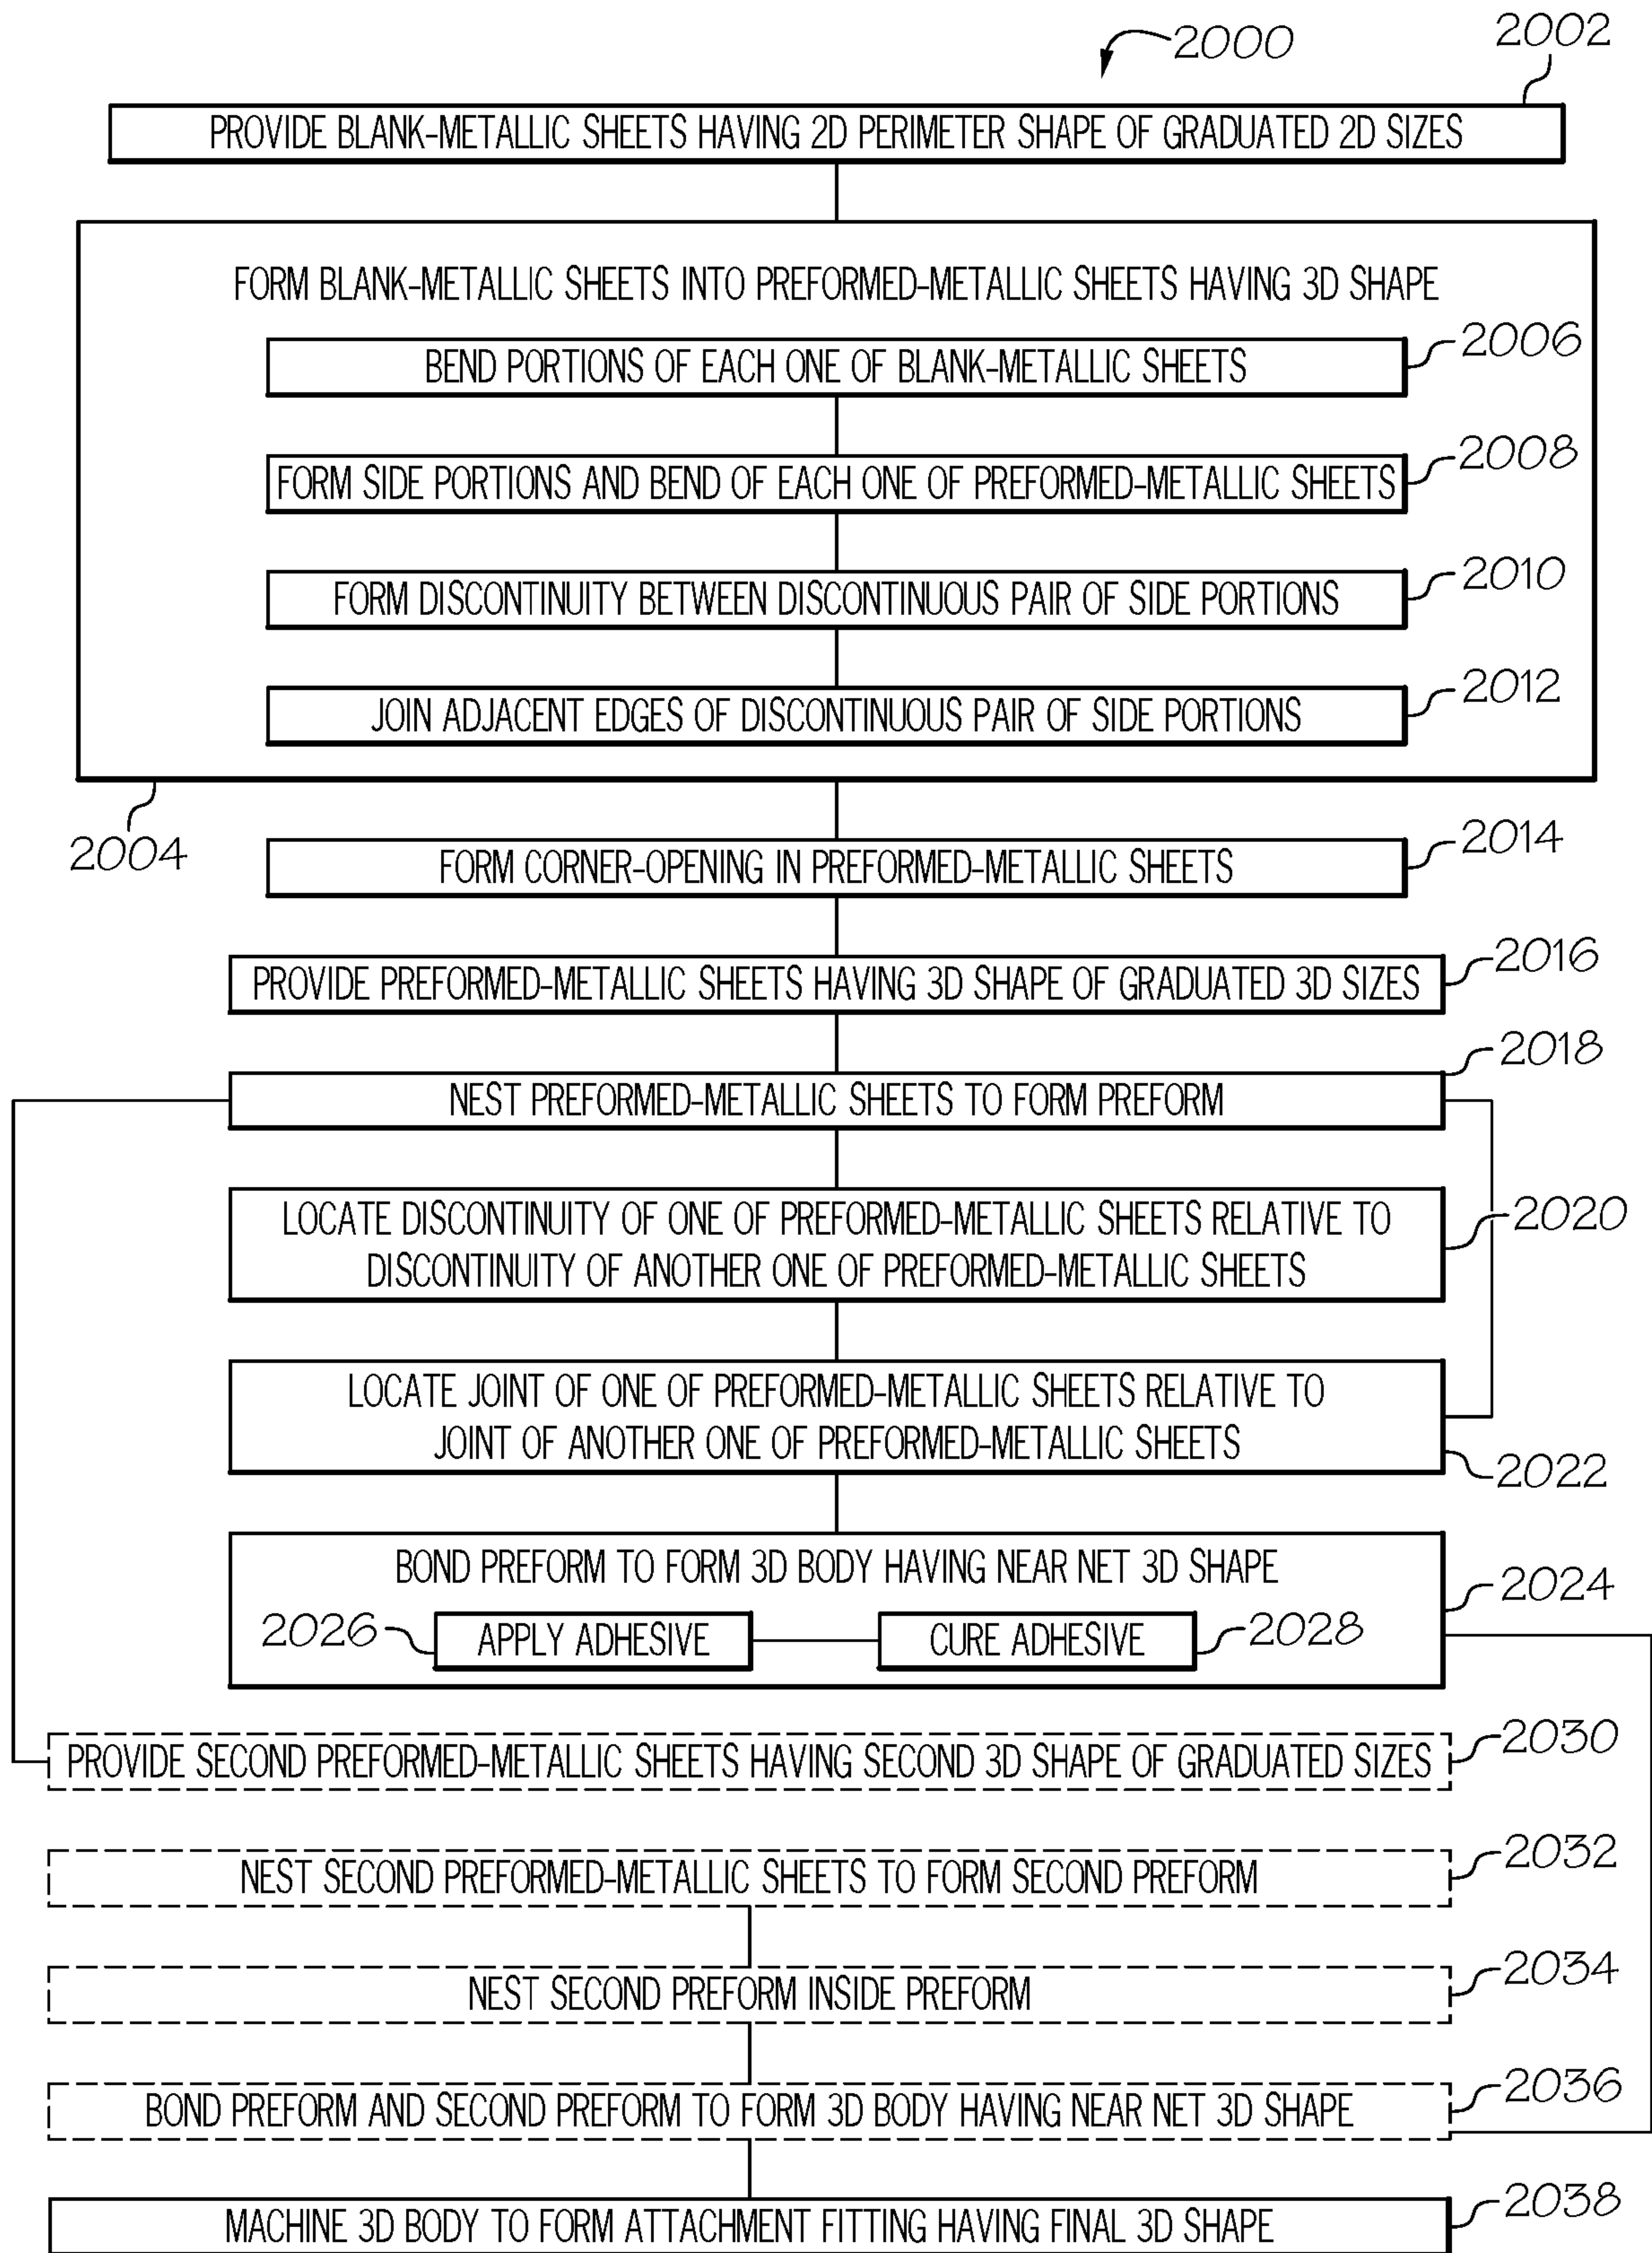 2000
2002
PROVIDE BLANK-METALLIC SHEETS HAVING 2D PERIMETER SHAPE OF GRADUATED 2D SIZES
FORM BLANK-METALLIC SHEETS INTO PREFORMED-METALLIC SHEETS HAVING 3D SHAPE
BEND PORTIONS OF EACH ONE OF BLANK-METALLIC SHEETS
2006
FORM SIDE PORTIONS AND BEND OF EACH ONE OF PREFORMED-METALLIC SHEETS
2008
FORM DISCONTINUITY BETWEEN DISCONTINUOUS PAIR OF SIDE PORTIONS
2010
JOIN ADJACENT EDGES OF DISCONTINUOUS PAIR OF SIDE PORTIONS
2012
2004
FORM CORNER-OPENING IN PREFORMED-METALLIC SHEETS
2014
PROVIDE PREFORMED-METALLIC SHEETS HAVING 3D SHAPE OF GRADUATED 3D SIZES
2016
NEST PREFORMED-METALLIC SHEETS TO FORM PREFORM
2018
LOCATE DISCONTINUITY OF ONE OF PREFORMED-METALLIC SHEETS RELATIVE TO
DISCONTINUITY OF ANOTHER ONE OF PREFORMED-METALLIC SHEETS
2020
LOCATE JOINT OF ONE OF PREFORMED-METALLIC SHEETS RELATIVE TO
JOINT OF ANOTHER ONE OF PREFORMED-METALLIC SHEETS
2022
BOND PREFORM TO FORM 3D BODY HAVING NEAR NET 3D SHAPE
2024
2026
APPLY ADHESIVE
CURE ADHESIVE
2028
PROVIDE SECOND PREFORMED-METALLIC SHEETS HAVING SECOND 3D SHAPE OF GRADUATED SIZES
2030
NEST SECOND PREFORMED-METALLIC SHEETS TO FORM SECOND PREFORM
2032
NEST SECOND PREFORM INSIDE PREFORM
2034
BOND PREFORM AND SECOND PREFORM TO FORM 3D BODY HAVING NEAR NET 3D SHAPE
2036
MACHINE 3D BODY TO FORM ATTACHMENT FITTING HAVING FINAL 3D SHAPE
2038